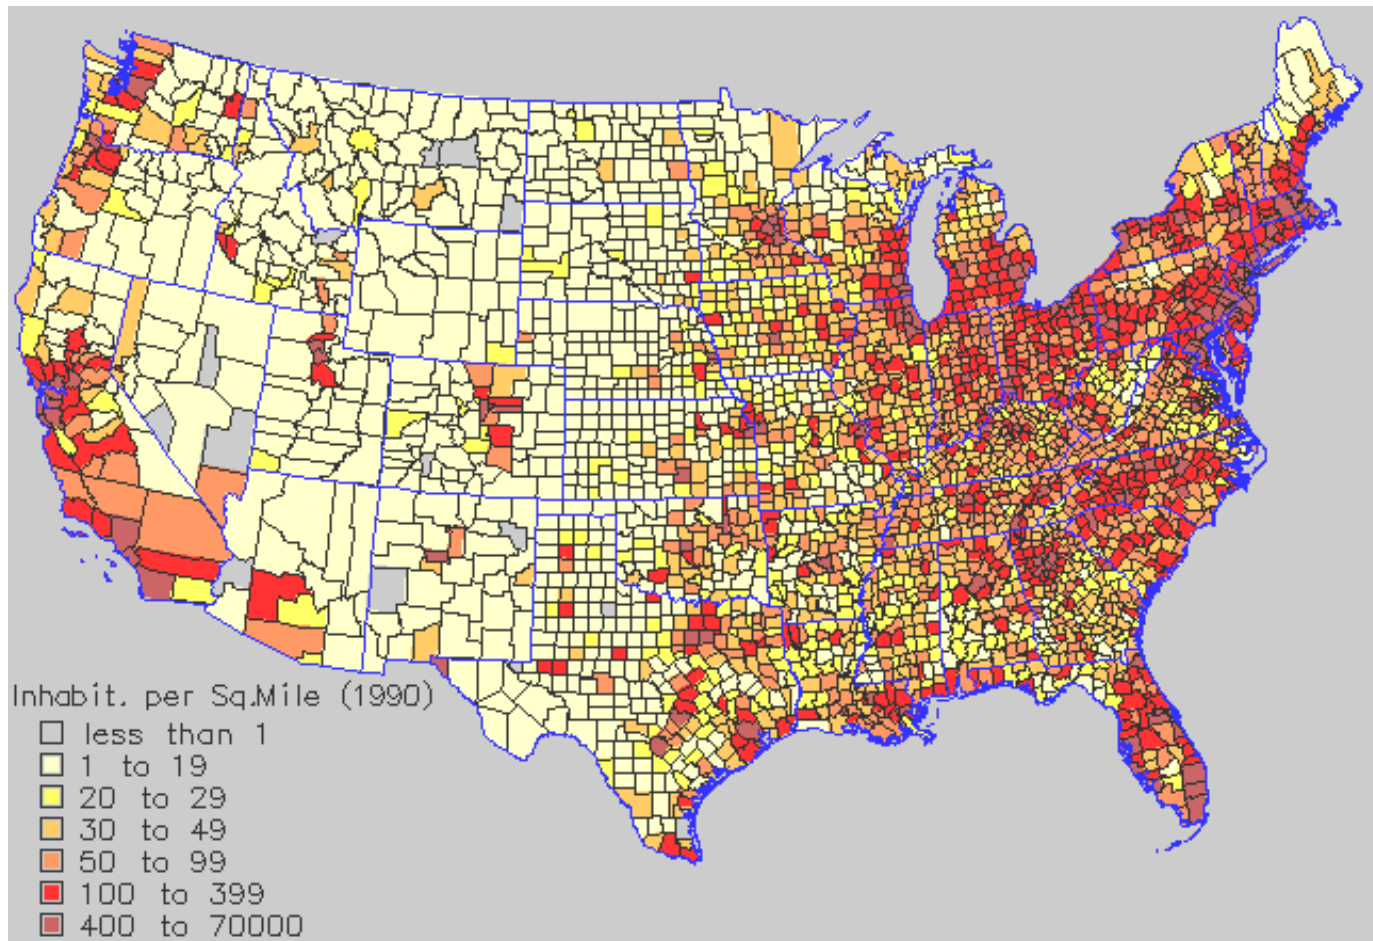 Inhabit. per Sq.Mile (1990)
less than 1
1 to 19
20 to 29
30 to 49
50 to 99
100 to 399
400 to 70000